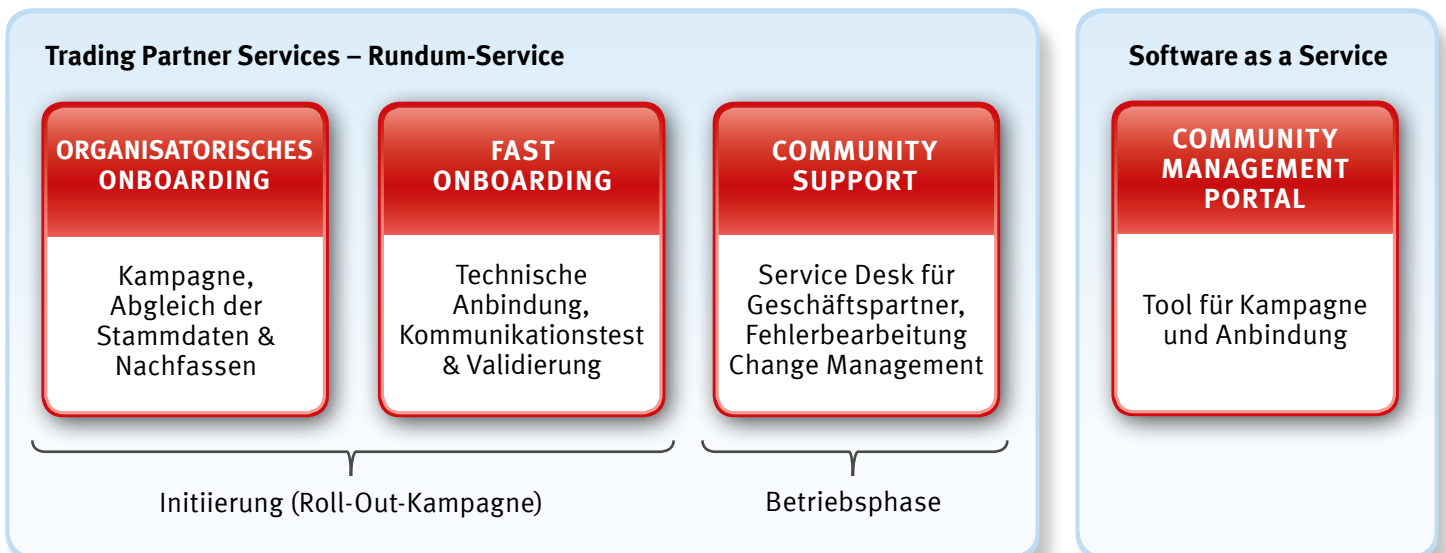 Trading Partner Services – Rundum-Service
ORGANISATORISCHES
ONBOARDING
Kampagne,
Abgleich der
Stammdaten &
Nachfassen
FAST
ONBOARDING
Technische
Anbindung,
Kommunikationstest
& Validierung
COMMUNITY
SUPPORT
Service Desk für
Geschäftspartner,
Fehlerbearbeitung
Change Management
Initiierung (Roll-Out-Kampagne)
Betriebsphase
Software as a Service
COMMUNITY
MANAGEMENT
PORTAL
Tool für Kampagne
und Anbindung